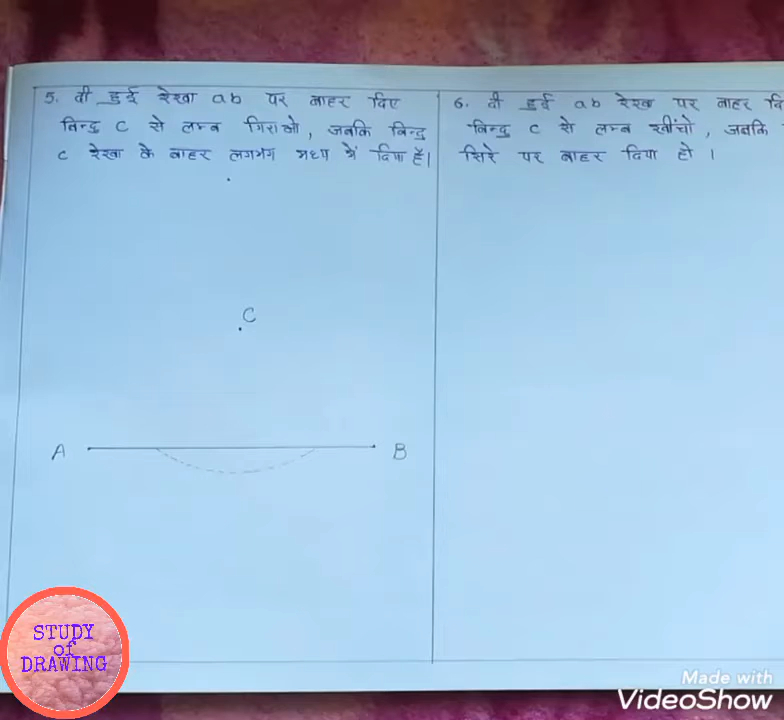 5. दी हुई रेखा ab पर बाहर दिए
बिन्दु C से लम्ब गिराओ, जबकि बिन्दु
C रेखा के बाहर लगभग मध्य में दिया है।
6. दी हुई ab रेखा पर बाहर दि
बिन्दु C से लम्ब खींचो, जबकि
सिरे पर बाहर दिया हो ।
C
A
B
STUDY
of
DRAWING
Made with
VideoShow